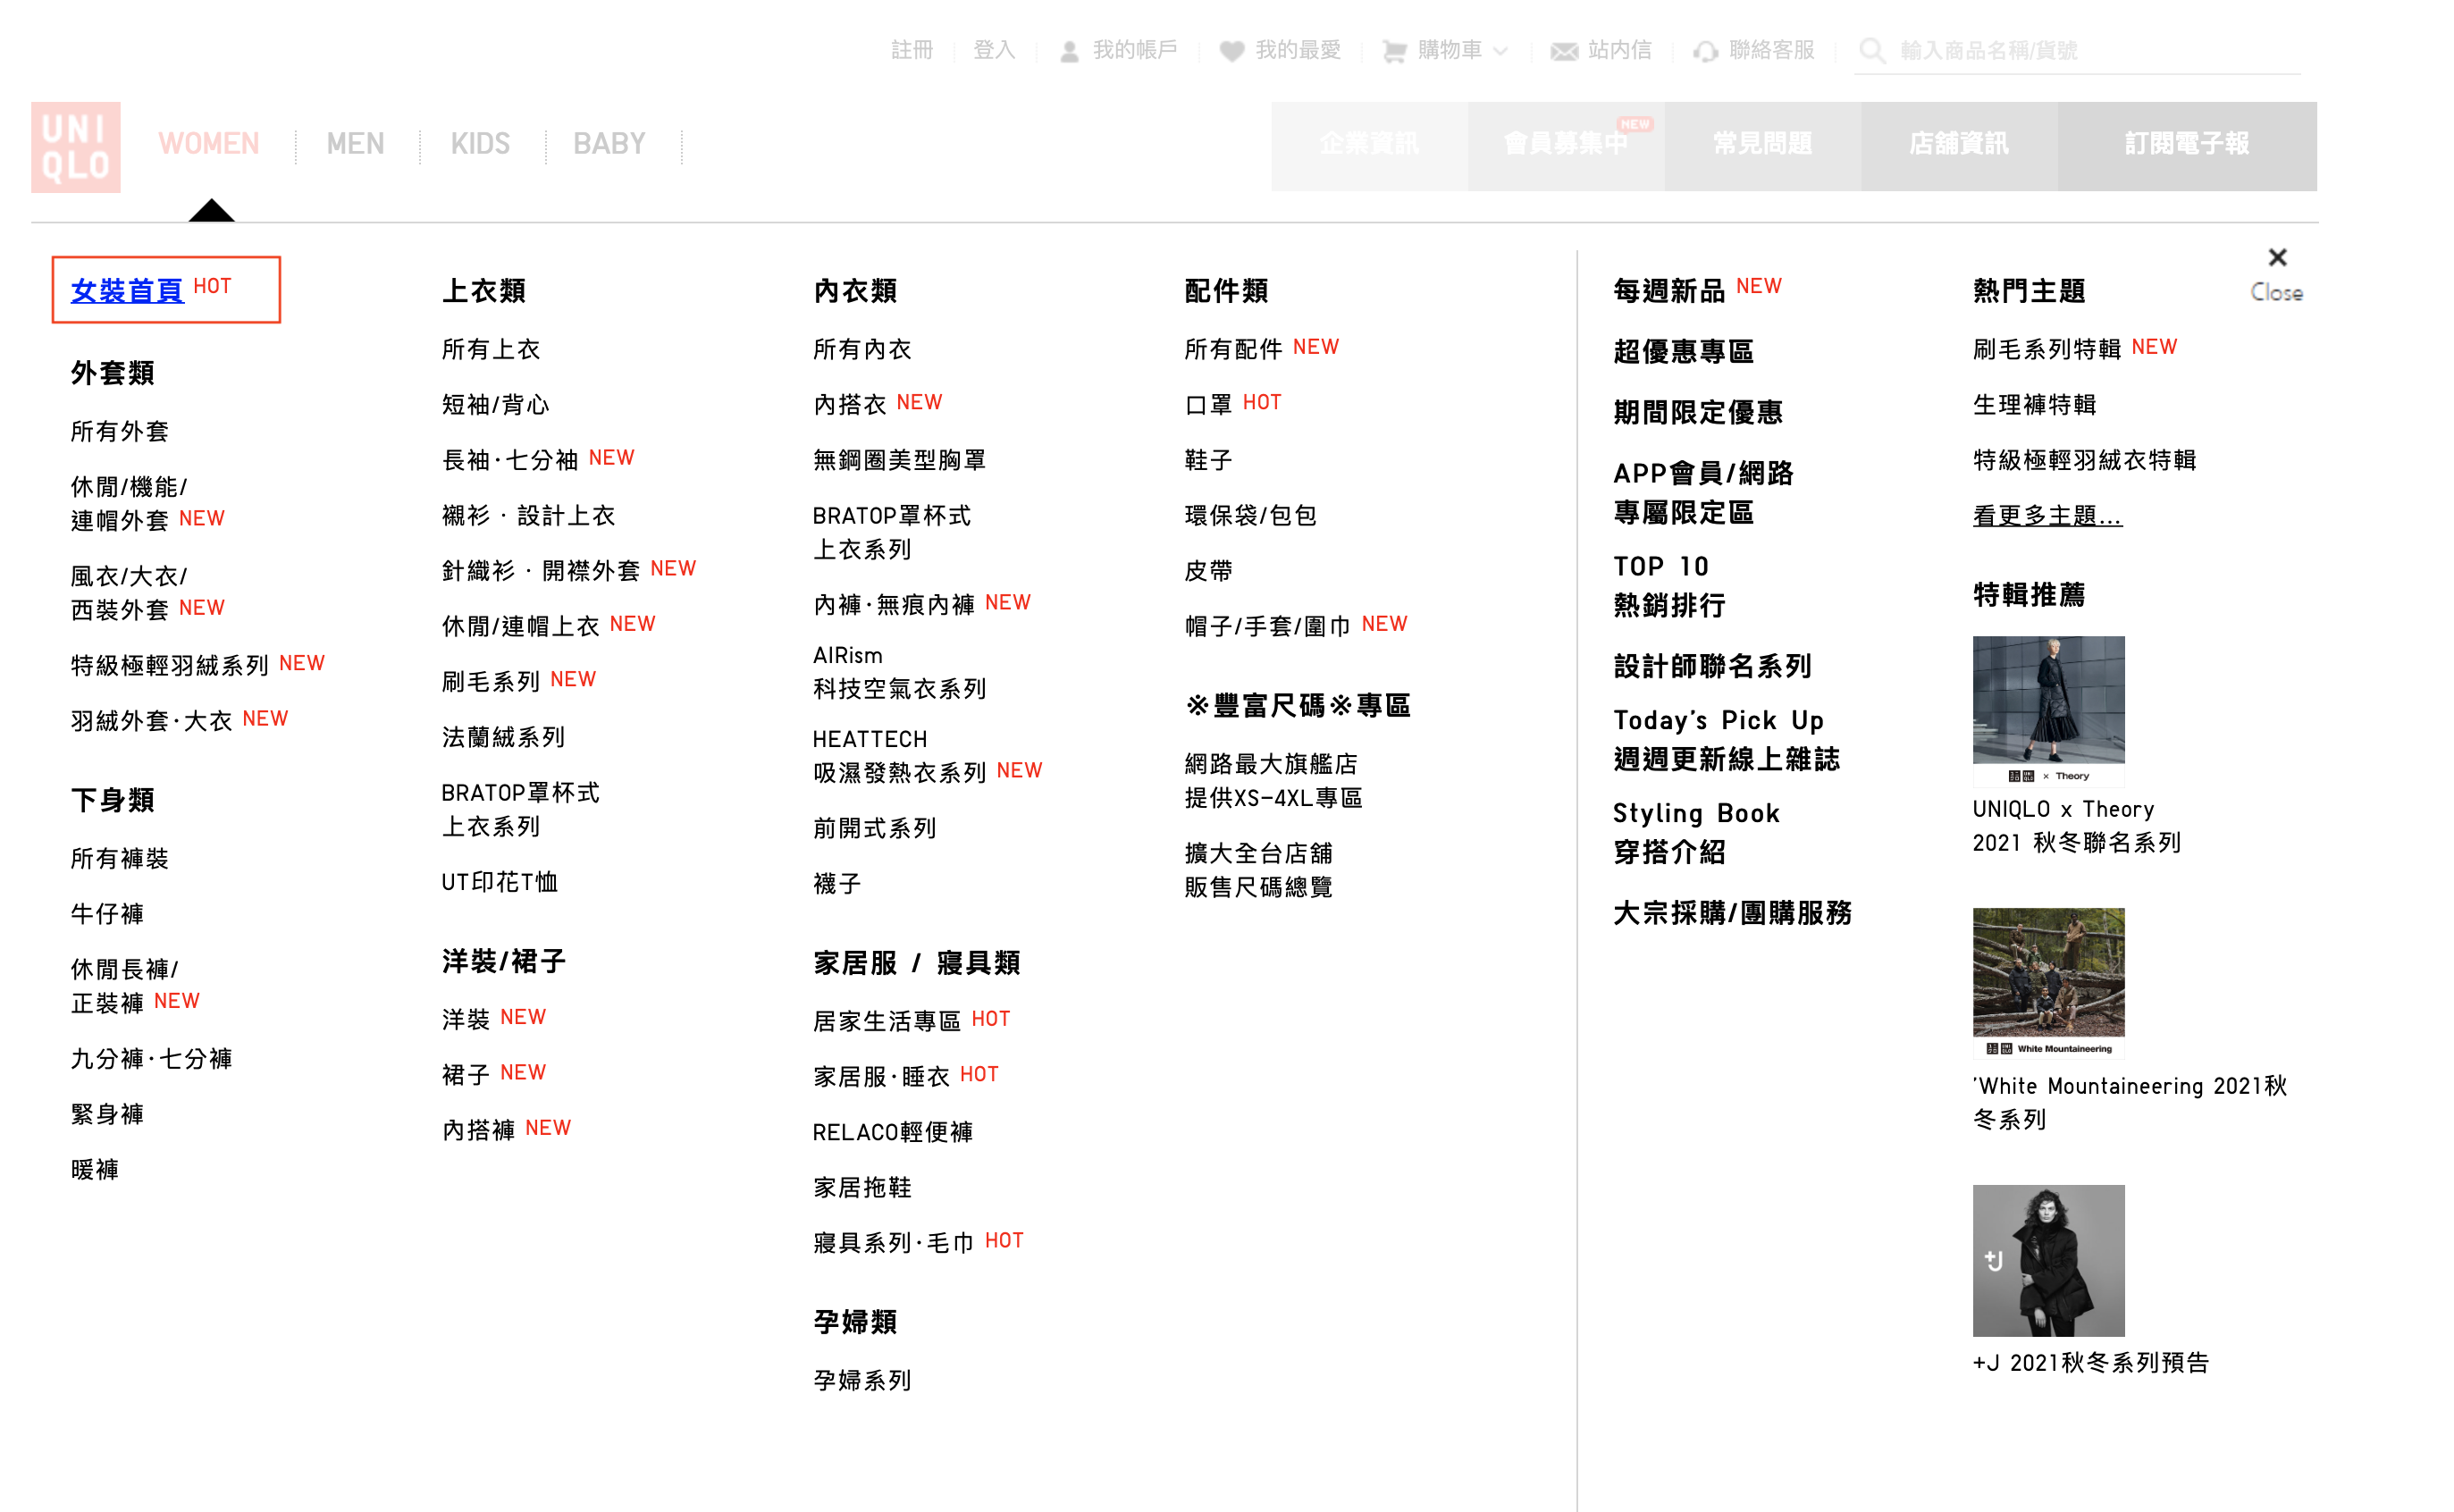 註冊
登入
我的帳戶
我的最愛
購物車
站內信
聯絡客服
輸入商品名稱/貨號
UNI
QLO
WOMEN
MEN
KIDS
BABY
企業資訊
會員募集中 NEW
常見問題
店舖資訊
訂閱電子報
女裝首頁 HOT
外套類
所有外套
休閒/機能/
連帽外套 NEW
風衣/大衣/
西裝外套 NEW
特級極輕羽絨系列 NEW
羽絨外套·大衣 NEW
下身類
所有褲裝
牛仔褲
休閒長褲/
正裝褲 NEW
九分褲·七分褲
緊身褲
暖褲
上衣類
所有上衣
短袖/背心
長袖·七分袖 NEW
襯衫‧設計上衣
針織衫‧開襟外套 NEW
休閒/連帽上衣 NEW
刷毛系列 NEW
法蘭絨系列
BRATOP罩杯式
上衣系列
UT印花T恤
洋裝/裙子
洋裝 NEW
裙子 NEW
內搭褲 NEW
內衣類
所有內衣
內搭衣 NEW
無鋼圈美型胸罩
BRATOP罩杯式
上衣系列
內褲·無痕內褲 NEW
AIRism
科技空氣衣系列
HEATTECH
吸濕發熱衣系列 NEW
前開式系列
襪子
家居服 / 寢具類
居家生活專區 HOT
家居服·睡衣 HOT
RELACO輕便褲
家居拖鞋
寢具系列·毛巾 HOT
孕婦類
孕婦系列
配件類
所有配件 NEW
口罩 HOT
鞋子
環保袋/包包
皮帶
帽子/手套/圍巾 NEW
※豐富尺碼※專區
網路最大旗艦店
提供XS-4XL專區
擴大全台店舖
販售尺碼總覽
每週新品 NEW
超優惠專區
期間限定優惠
APP會員/網路
專屬限定區
TOP 10
熱銷排行
設計師聯名系列
Today's Pick Up
週週更新線上雜誌
Styling Book
穿搭介紹
大宗採購/團購服務
Close
熱門主題
刷毛系列特輯 NEW
生理褲特輯
特級極輕羽絨衣特輯
看更多主題...
特輯推薦
× Theory
UNIQLO x Theory
2021 秋冬聯名系列
White Mountaineering
'White Mountaineering 2021秋
冬系列
+J
+J 2021秋冬系列預告